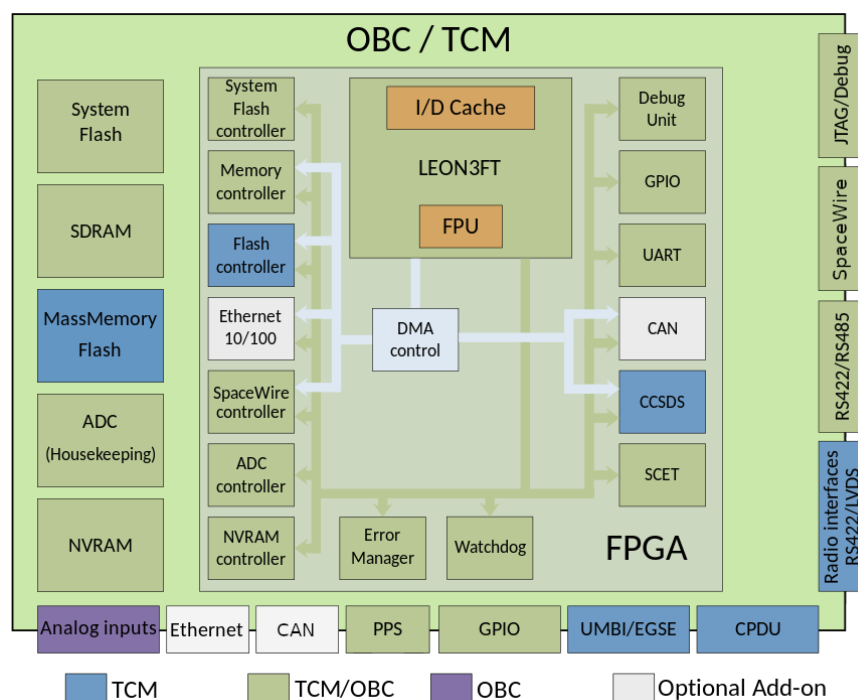 OBC / TCM
System
Flash
SDRAM
MassMemory
Flash
ADC
(Housekeeping)
NVRAM
System
Flash
controller
Memory
controller
Flash
controller
Ethernet
10/100
SpaceWire
controller
ADC
controller
NVRAM
controller
I/D Cache
LEON3FT
FPU
DMA
control
Error
Manager
Watchdog
Debug
Unit
GPIO
UART
CAN
CCSDS
SCET
FPGA
JTAG/Debug
SpaceWire
RS422/RS485
Radio interfaces
RS422/LVDS
Analog inputs
Ethernet
CAN
PPS
GPIO
UMBI/EGSE
CPDU
TCM
TCM/OBC
OBC
Optional Add-on